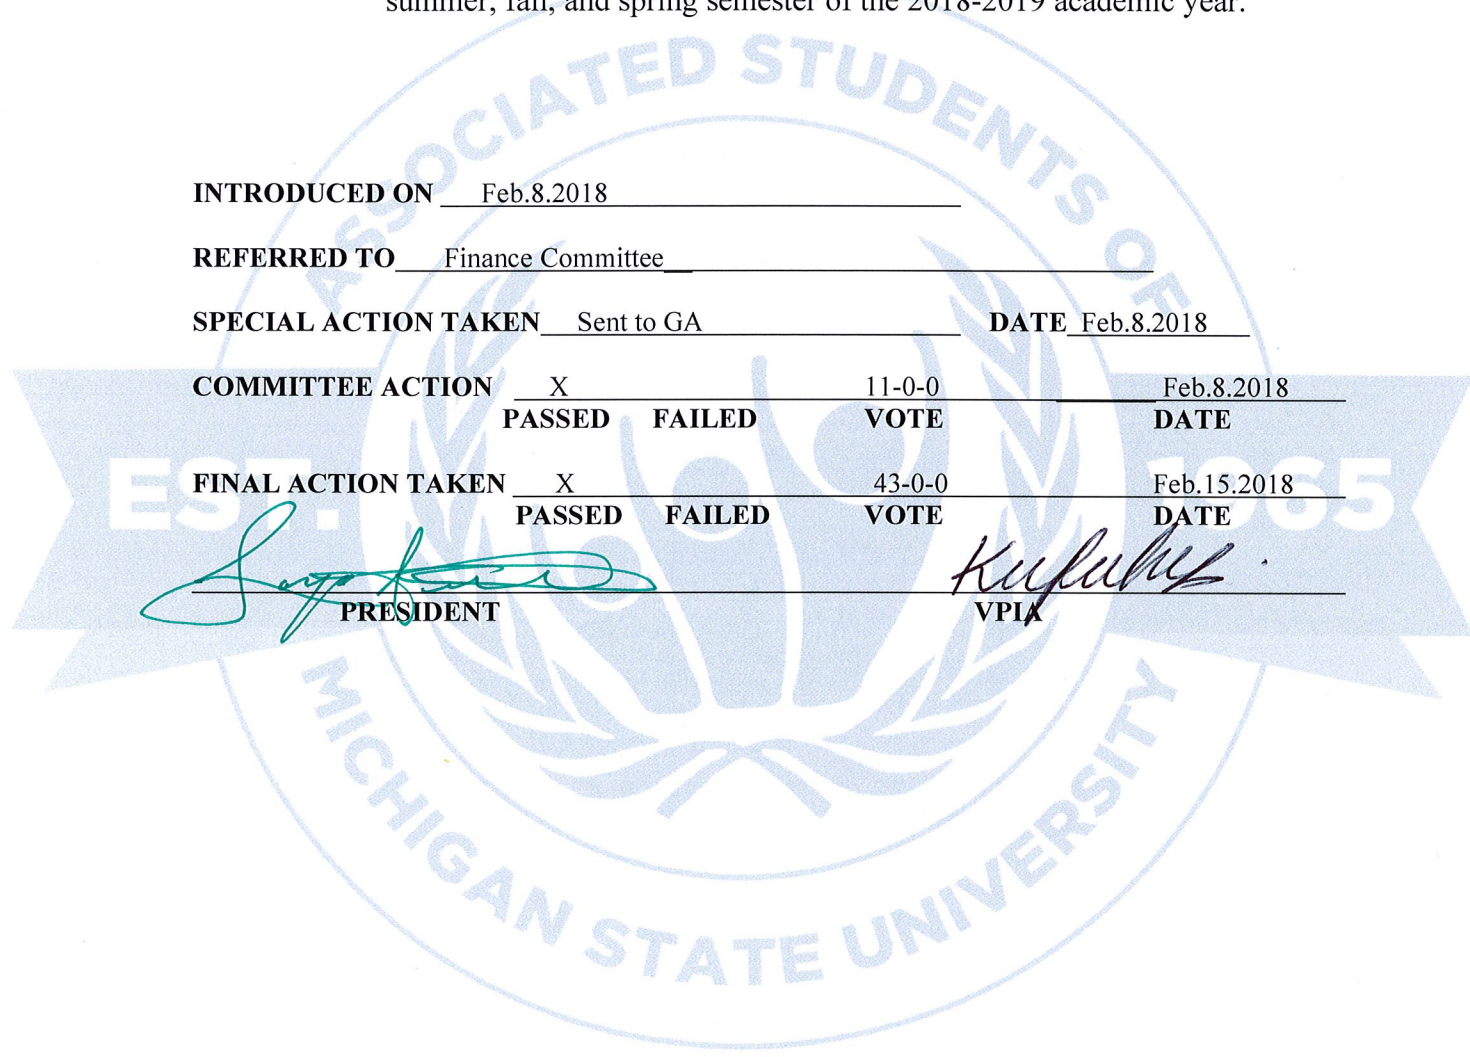 summer, fall, and spring semester of the 2018-2019 academic year.
ASSOCIATED STUDENTS OF
INTRODUCED ON Feb.8.2018
REFERRED TO Finance Committee
SPECIAL ACTION TAKEN Sent to GA DATE Feb.8.2018
COMMITTEE ACTION X 11-0-0 Feb.8.2018
PASSED FAILED VOTE DATE
EST. 1965
FINAL ACTION TAKEN X 43-0-0 Feb.15.2018
PASSED FAILED VOTE DATE
PRESIDENT VPIA
MICHIGAN STATE UNIVERSITY